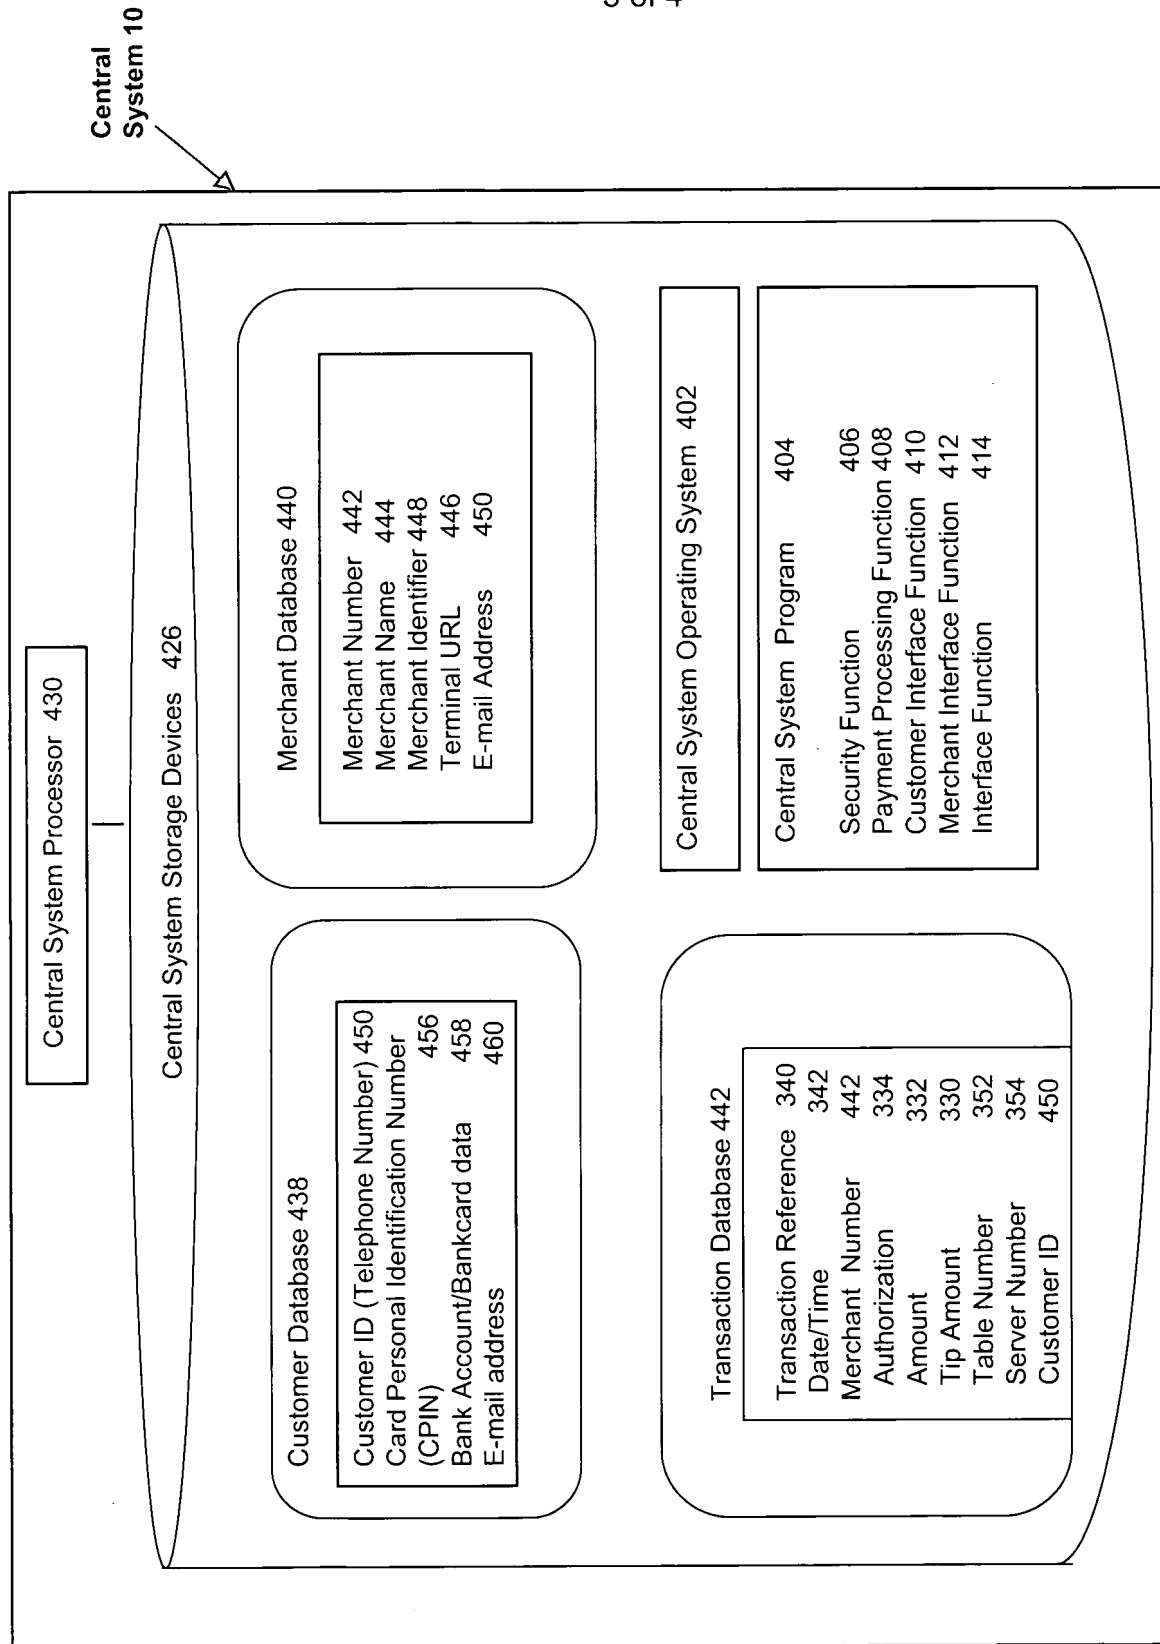 3 of 4
Central
System 10
Central System Processor 430
Central System Storage Devices 426
Customer Database 438
Customer ID (Telephone Number) 450
Card Personal Identification Number
(CPIN) 456
Bank Account/Bankcard data 458
E-mail address 460
Merchant Database 440
Merchant Number 442
Merchant Name 444
Merchant Identifier 448
Terminal URL 446
E-mail Address 450
Transaction Database 442
Transaction Reference 340
Date/Time 342
Merchant Number 442
Authorization 334
Amount 332
Tip Amount 330
Table Number 352
Server Number 354
Customer ID 450
Central System Operating System 402
Central System Program 404
Security Function 406
Payment Processing Function 408
Customer Interface Function 410
Merchant Interface Function 412
Interface Function 414